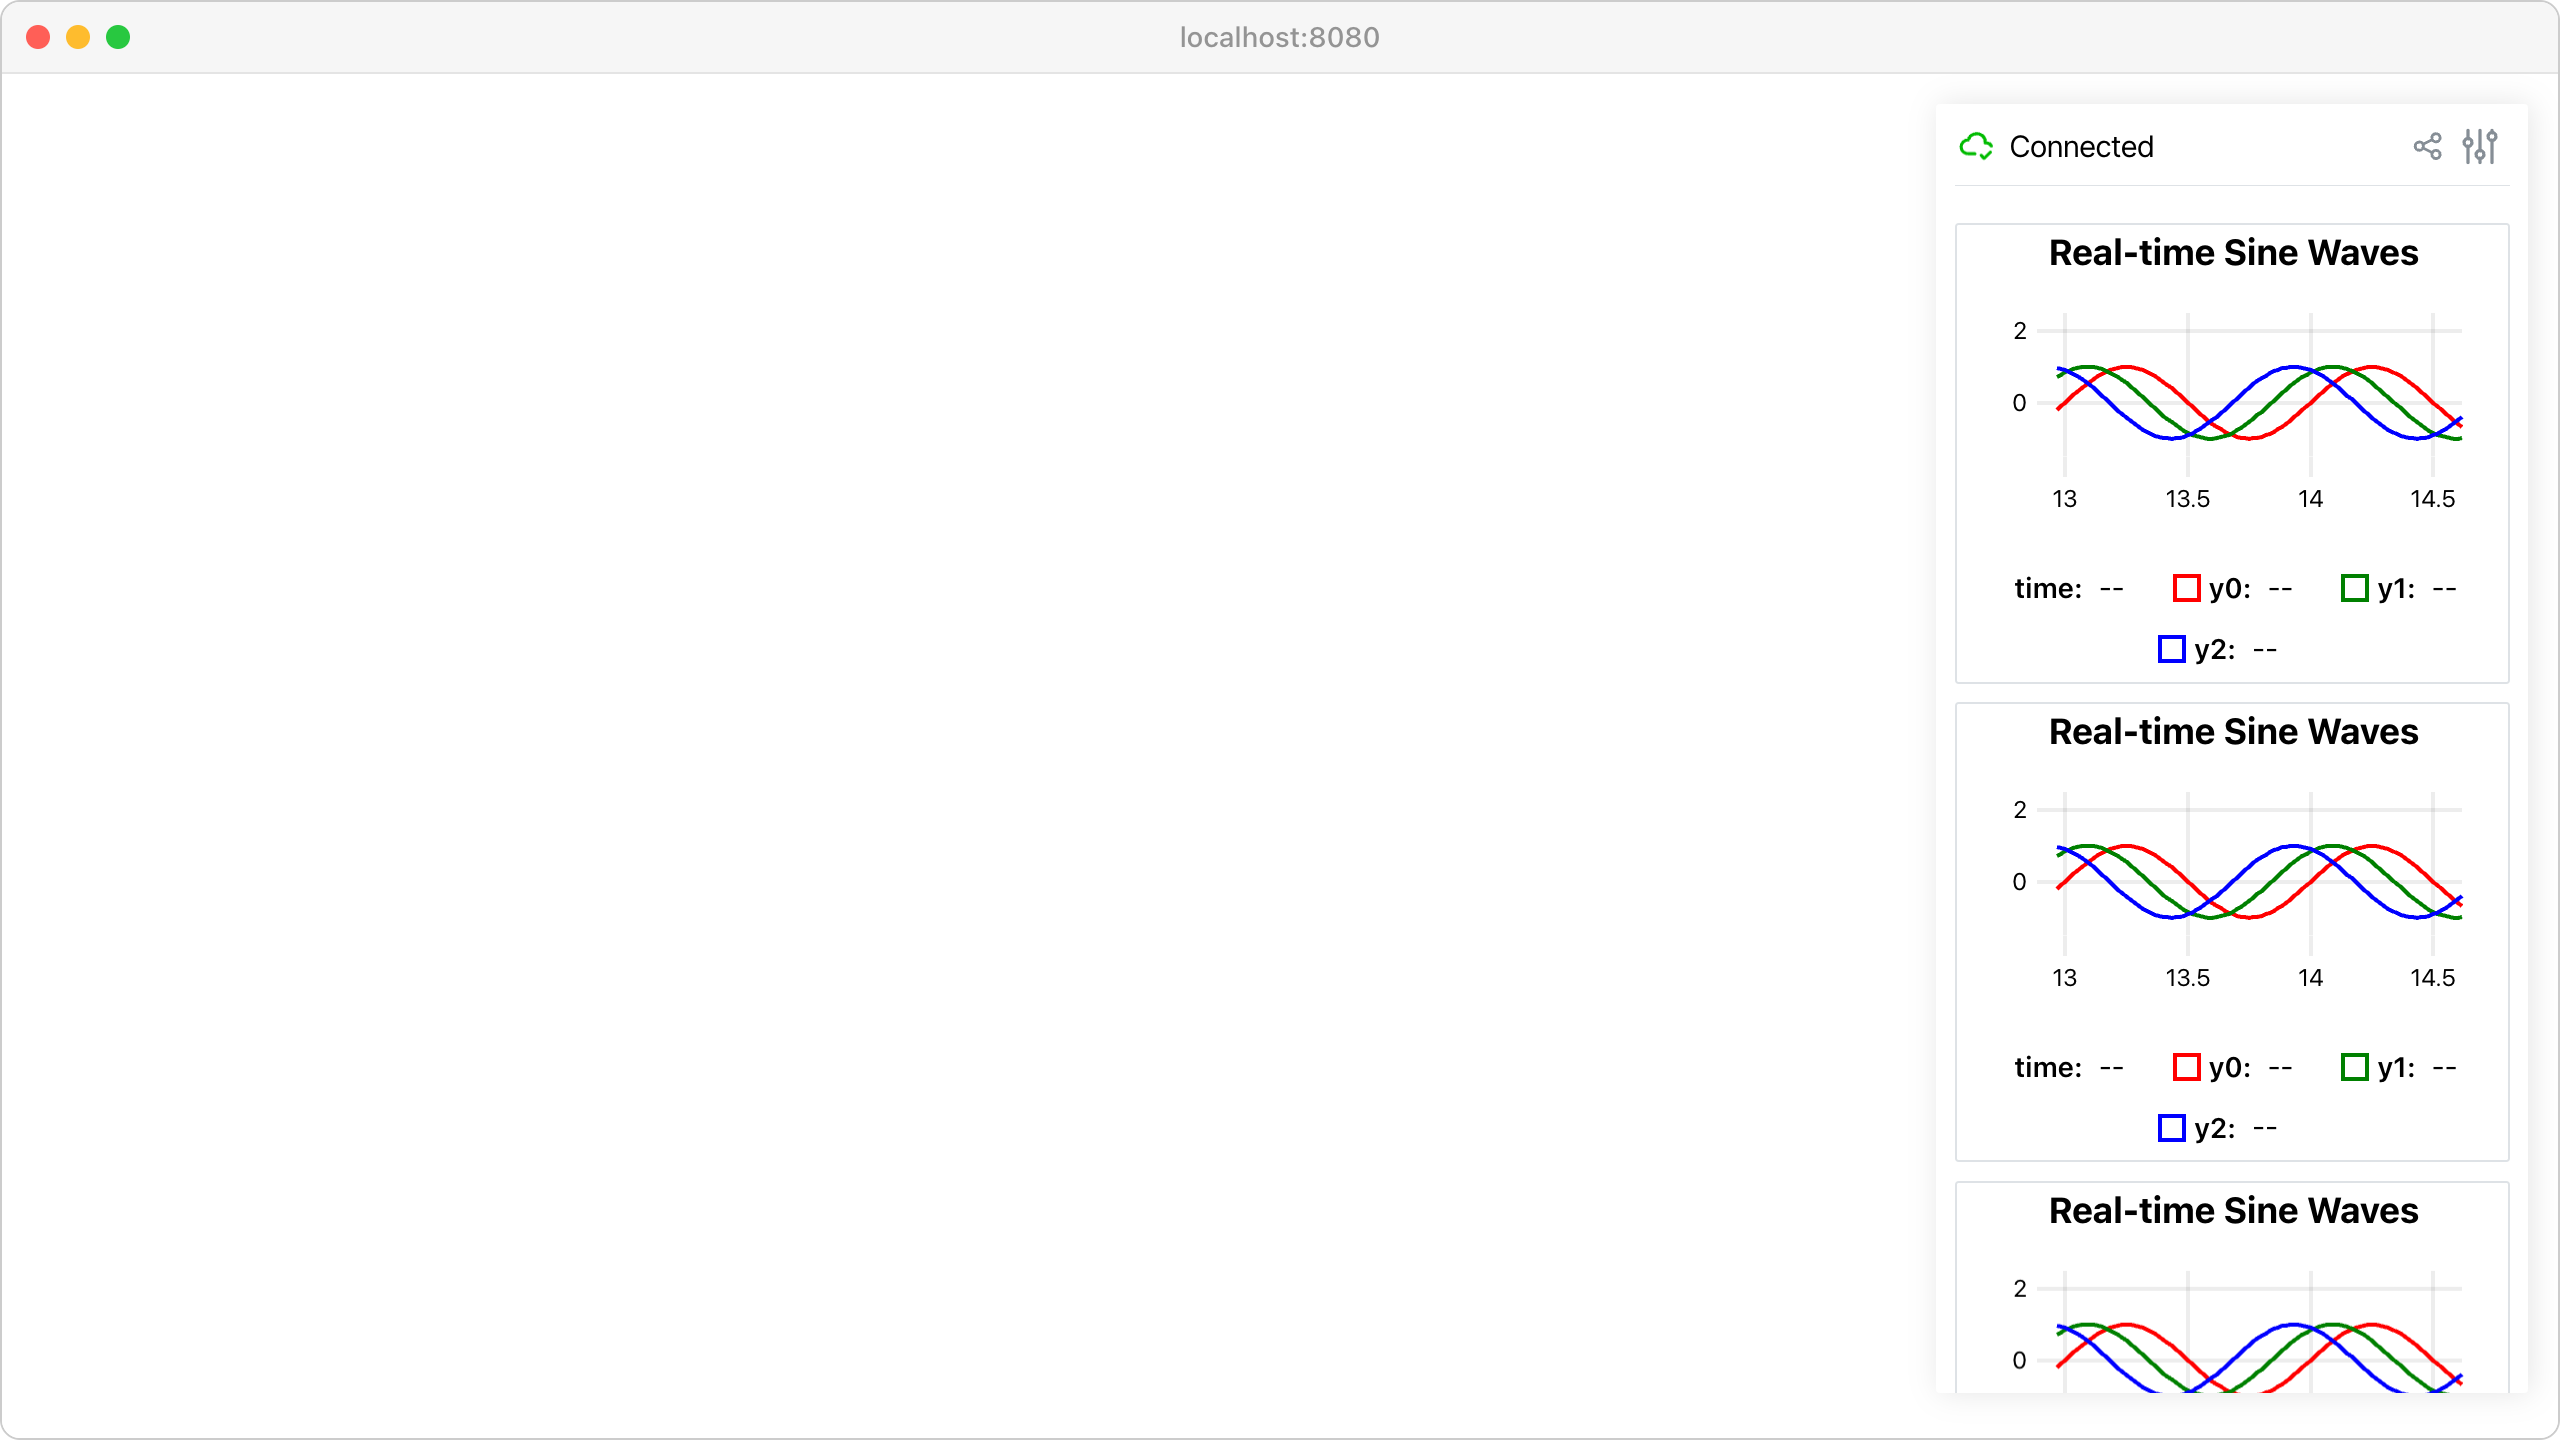 localhost:8080
Connected
Real-time Sine Waves
2
0
13 13.5 14 14.5
time: -- y0: -- y1: --
y2: --
Real-time Sine Waves
2
0
13 13.5 14 14.5
time: -- y0: -- y1: --
y2: --
Real-time Sine Waves
2
0